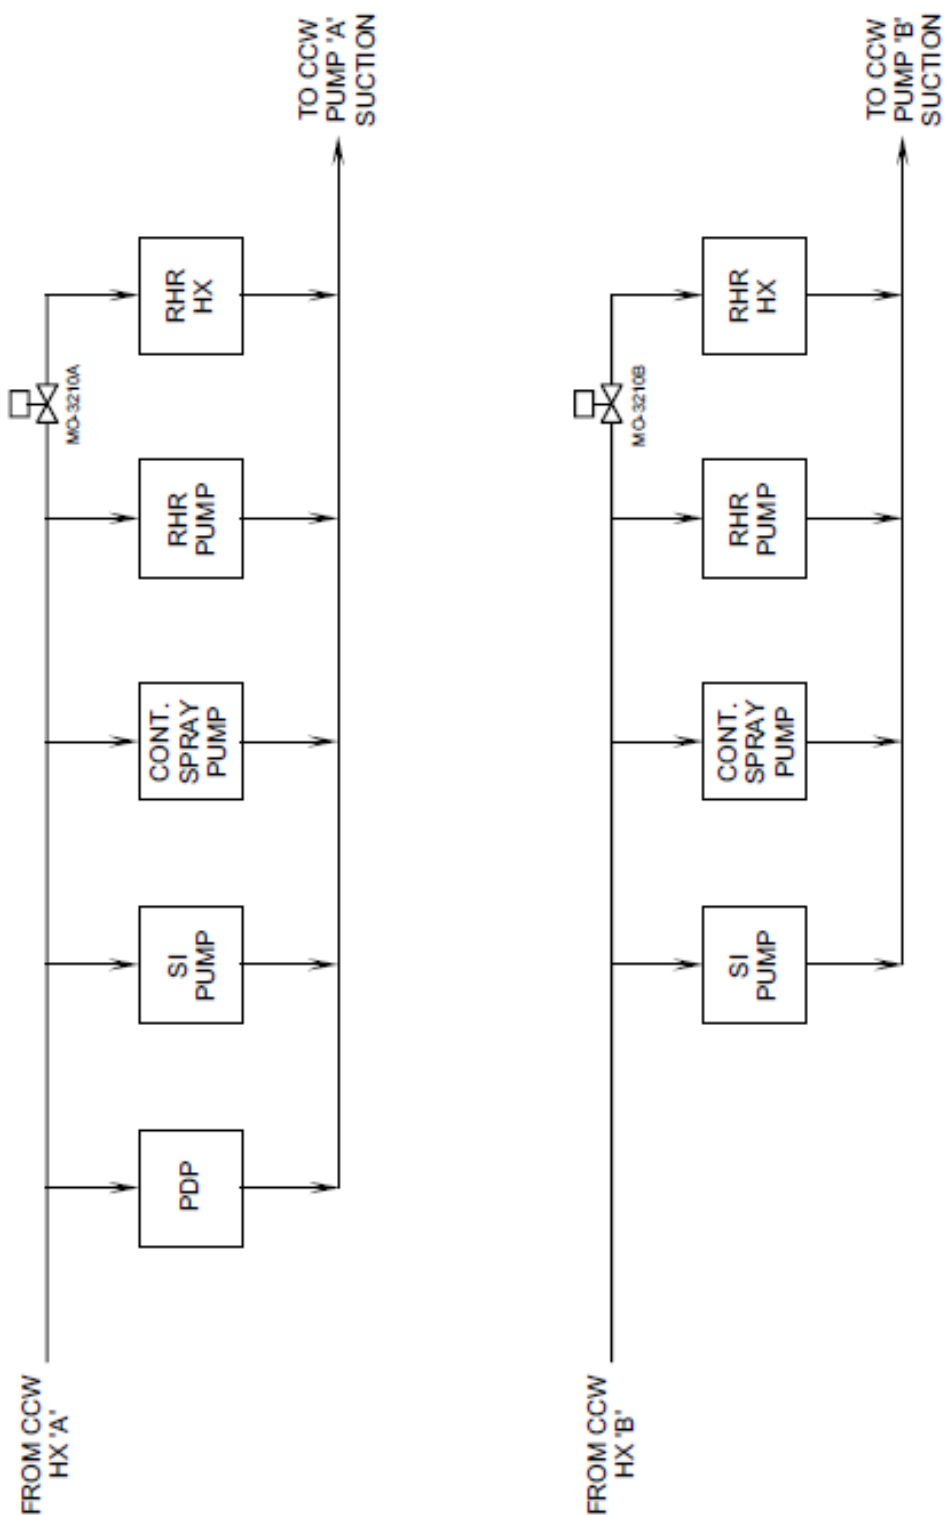 FROM CCW
HX 'A'
PDP
SI
PUMP
CONT.
SPRAY
PUMP
RHR
PUMP
MO-3210A
RHR
HX
TO CCW
PUMP 'A'
SUCTION
FROM CCW
HX 'B'
SI
PUMP
CONT.
SPRAY
PUMP
RHR
PUMP
MO-3210B
RHR
HX
TO CCW
PUMP 'B'
SUCTION